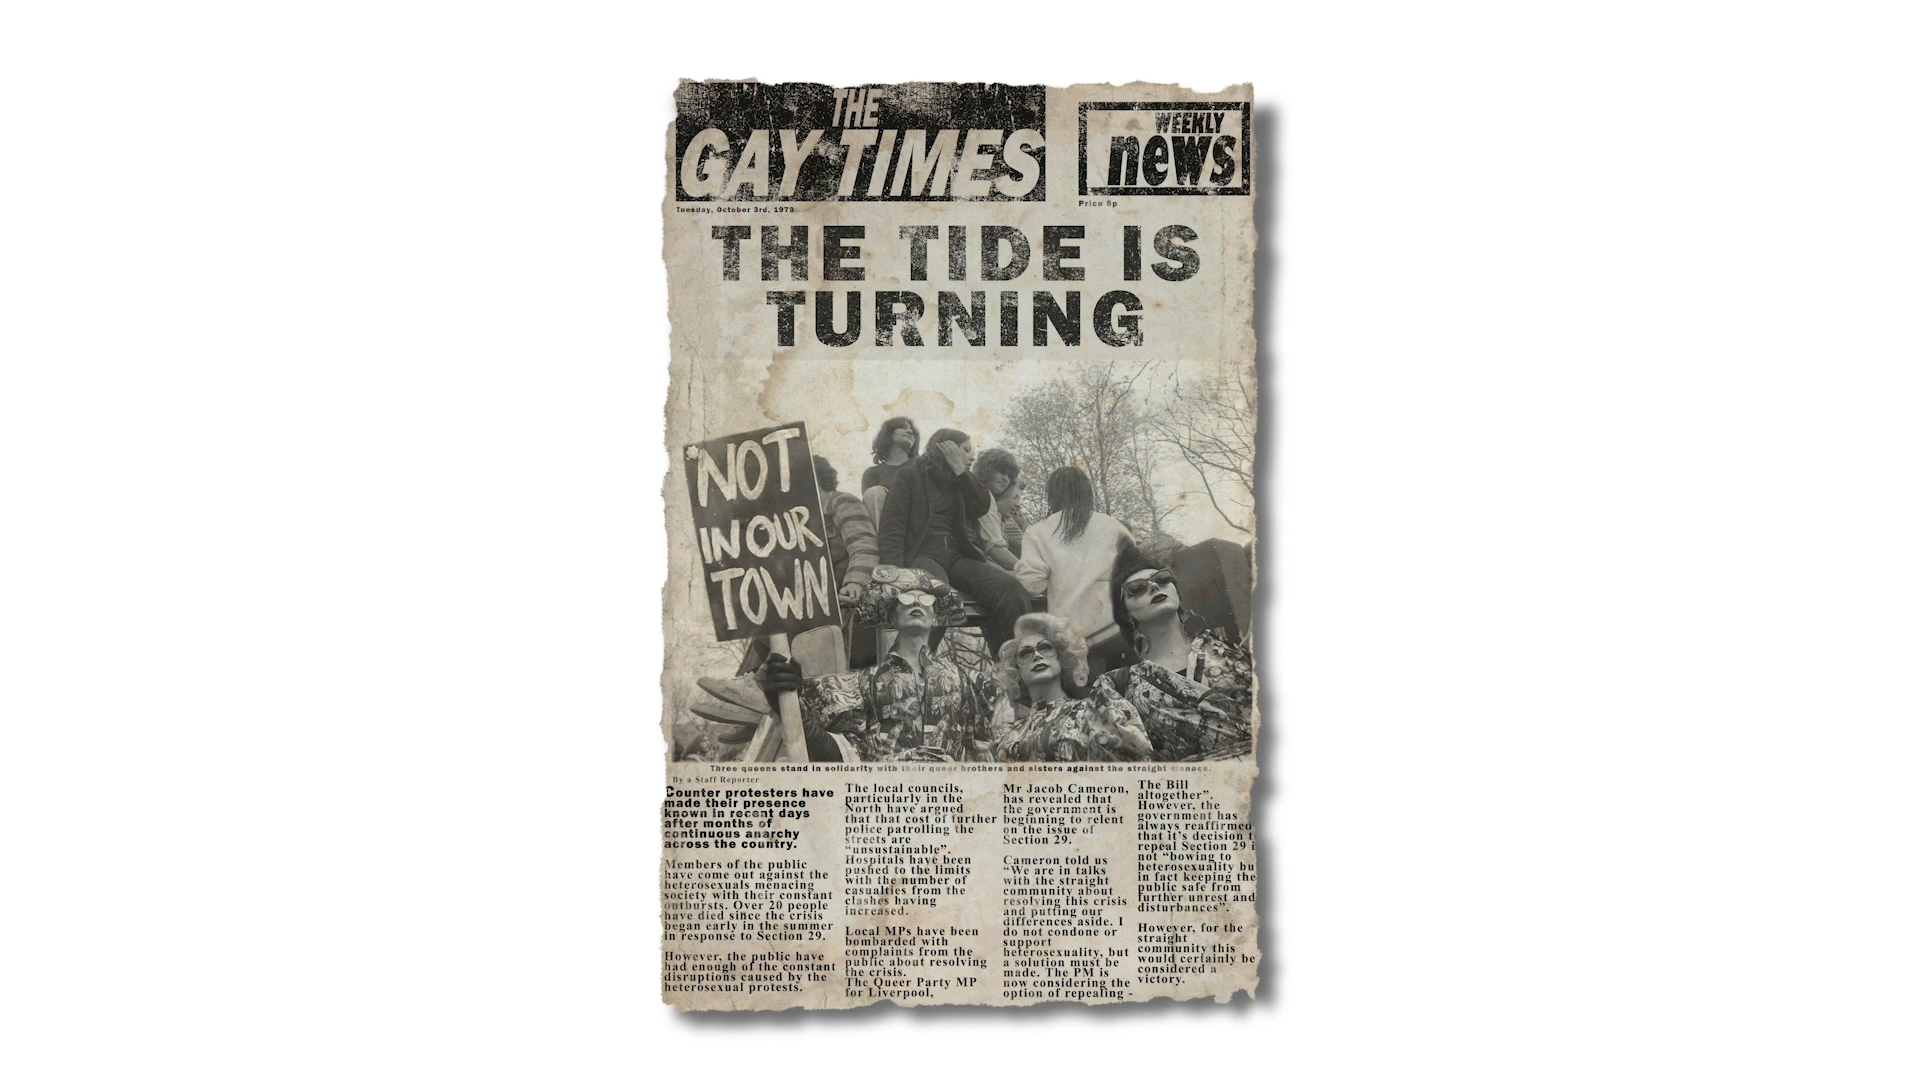 THE
GAY TIMES
WEEKLY
news
Tuesday, October 3rd, 1973
Price 8p
THE TIDE IS
TURNING
NOT
IN OUR
TOWN
Three queens stand in solidarity with their queer brothers and sisters against the straight menace.
By a Staff Reporter
Counter protesters have
made their presence
known in recent days
after months of
continuous anarchy
across the country.
Members of the public
have come out against the
heterosexuals menacing
society with their constant
outbursts. Over 20 people
have died since the crisis
began early in the summer
in response to Section 29.
However, the public have
had enough of the constant
disruptions caused by the
heterosexual protests.
The local councils,
particularly in the
North have argued
that that cost of further
police patrolling the
streets are
“unsustainable”.
Hospitals have been
pushed to the limits
with the number of
casualties from the
clashes having
increased.
Local MPs have been
bombarded with
complaints from the
public about resolving
the crisis.
The Queer Party MP
for Liverpool,
Mr Jacob Cameron,
has revealed that
the government is
beginning to relent
on the issue of
Section 29.
Cameron told us
“We are in talks
with the straight
community about
resolving this crisis
and putting our
differences aside. I
do not condone or
support
heterosexuality, but
a solution must be
made. The PM is
now considering the
option of repealing -
The Bill
altogether”.
However, the
government has
always reaffirmed
that it’s decision t
repeal Section 29 i
not “bowing to
heterosexuality bu
in fact keeping the
public safe from
further unrest and
disturbances”.
However, for the
straight
community this
would certainly be
considered a
victory.